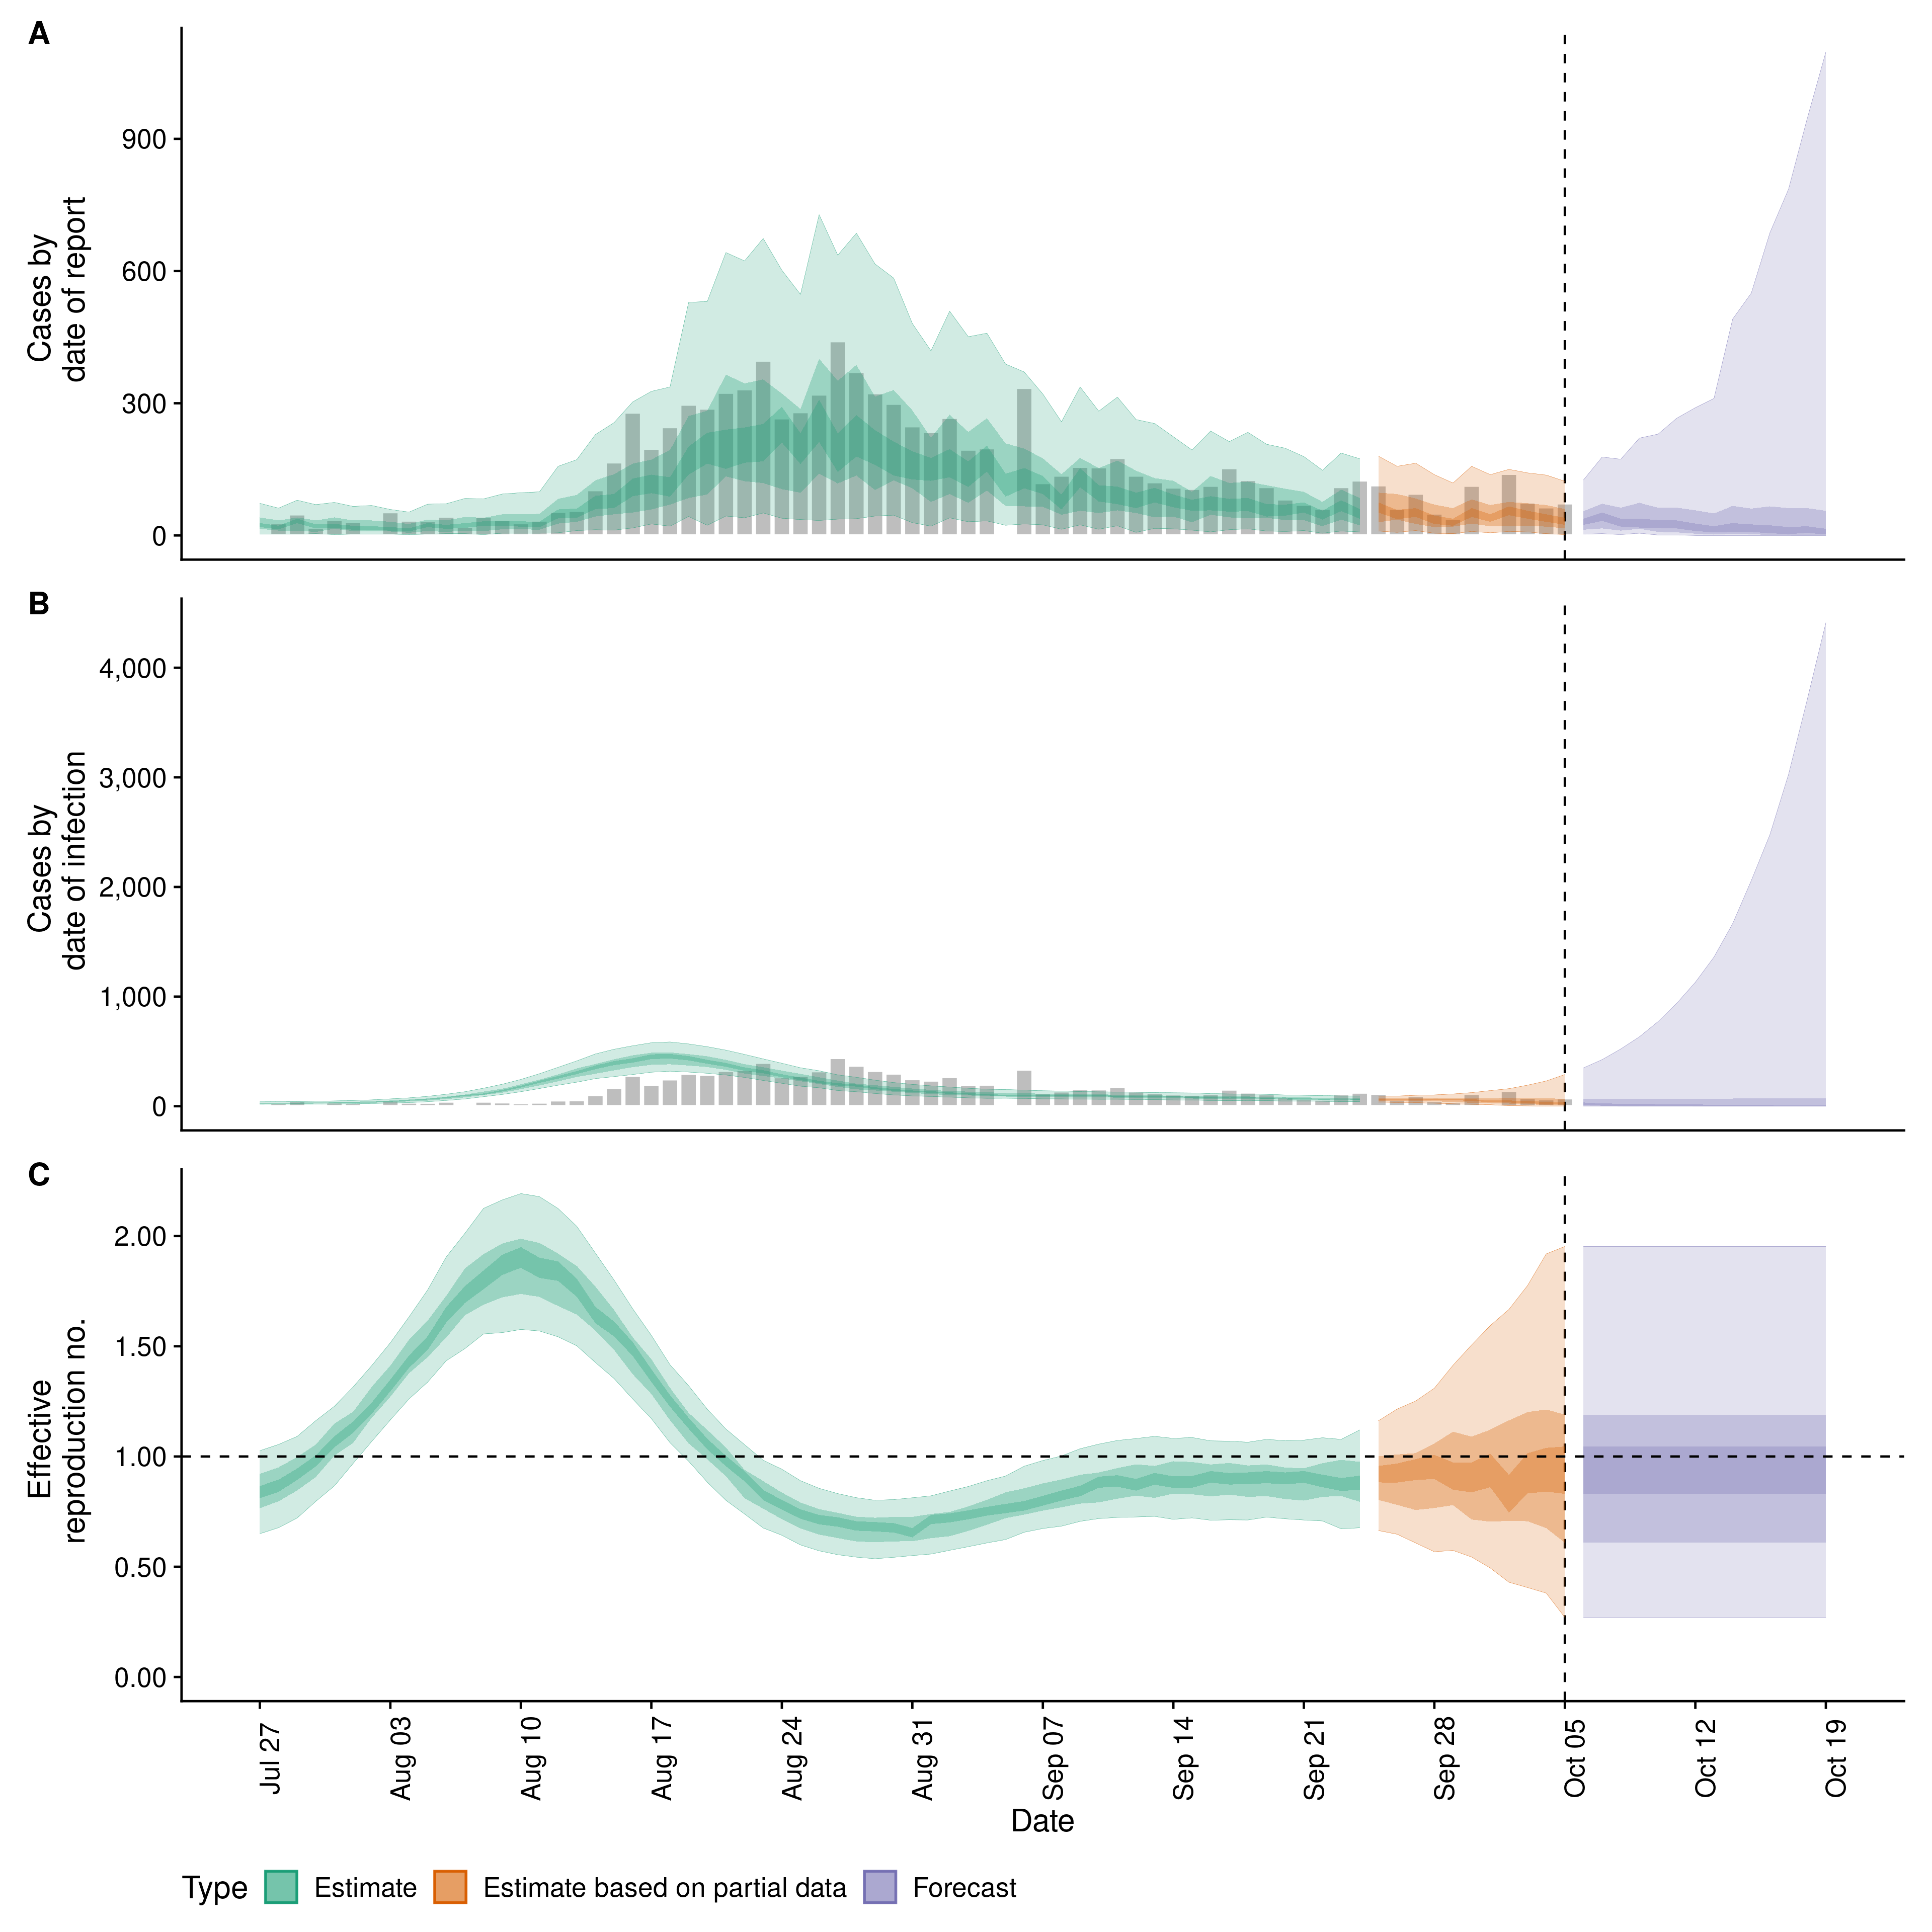 A
900
600
300
0
Cases by
date of report
B
4,000
3,000
2,000
1,000
0
Cases by
date of infection
C
2.00
1.50
1.00
0.50
0.00
Effective
reproduction no.
Jul 27
Aug 03
Aug 10
Aug 17
Aug 24
Aug 31
Sep 07
Sep 14
Sep 21
Sep 28
Oct 05
Oct 12
Oct 19
Date
Type Estimate Estimate based on partial data Forecast